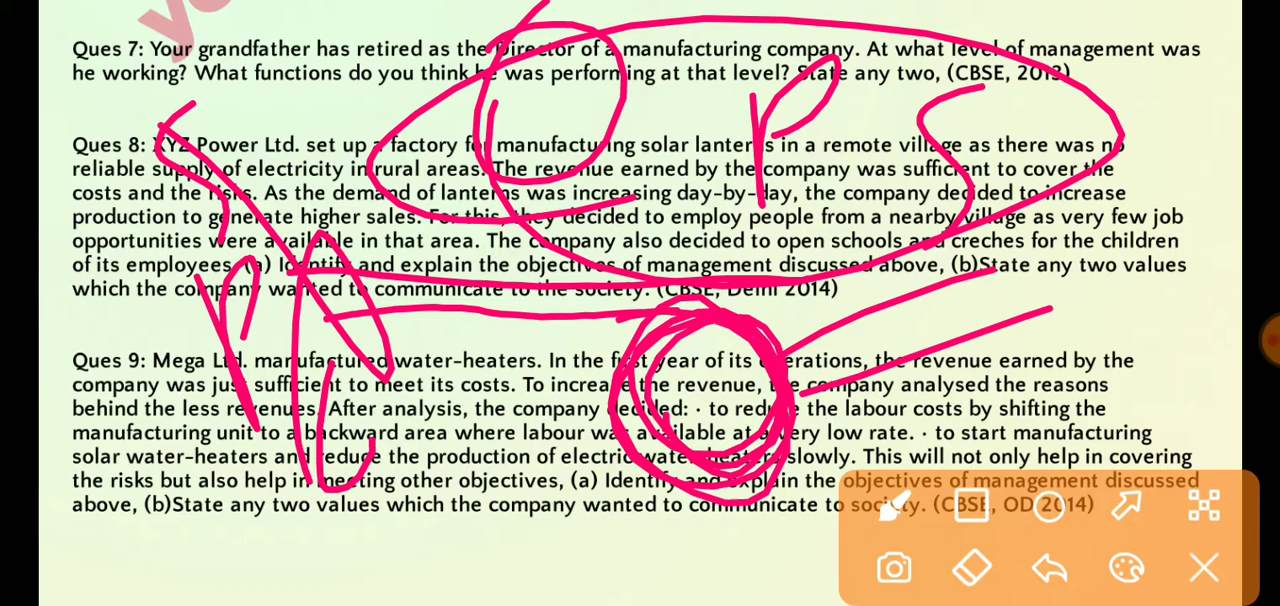 Ques 7: Your grandfather has retired as the Director of a manufacturing company. At what level of management was
he working? What functions do you think he was performing at that level? State any two, (CBSE, 2013)
Ques 8: XYZ Power Ltd. set up a factory for manufacturing solar lanterns in a remote village as there was no
reliable supply of electricity in rural areas. The revenue earned by the company was sufficient to cover the
costs and the risks. As the demand of lanterns was increasing day-by-day, the company decided to increase
production to generate higher sales. For this, they decided to employ people from a nearby village as very few job
opportunities were available in that area. The company also decided to open schools and creches for the children
of its employees. (a) Identify and explain the objectives of management discussed above, (b)State any two values
which the company wanted to communicate to the society. (CBSE, Delhi 2014)
Ques 9: Mega Ltd. manufactured water-heaters. In the first year of its operations, the revenue earned by the
company was just sufficient to meet its costs. To increase the revenue, the company analysed the reasons
behind the less revenues. After analysis, the company decided: · to reduce the labour costs by shifting the
manufacturing unit to a backward area where labour was available at a very low rate. · to start manufacturing
solar water-heaters and reduce the production of electric water-heaters slowly. This will not only help in covering
the risks but also help in meeting other objectives, (a) Identify and explain the objectives of management discussed
above, (b)State any two values which the company wanted to communicate to society. (CBSE, OD 2014)